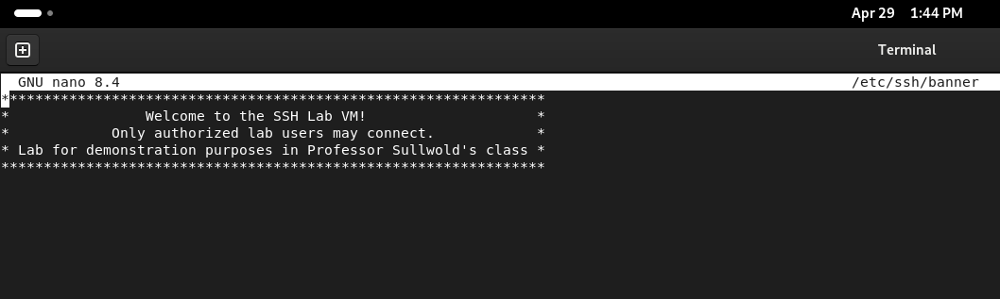 Apr 29 1:44 PM
Terminal
GNU nano 8.4 /etc/ssh/banner
****************************************************************
*                Welcome to the SSH Lab VM!                    *
*            Only authorized lab users may connect.            *
* Lab for demonstration purposes in Professor Sullwold's class *
****************************************************************